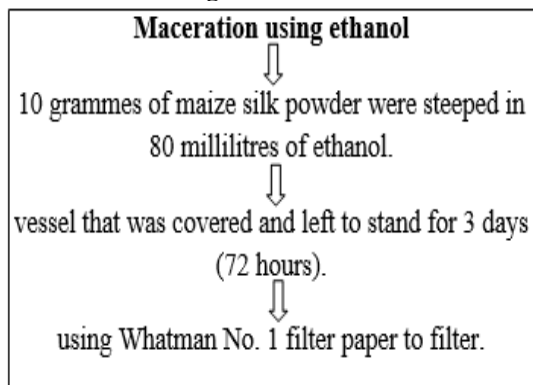 Maceration using ethanol
10 grammes of maize silk powder were steeped in
80 millilitres of ethanol.
vessel that was covered and left to stand for 3 days
(72 hours).
using Whatman No. 1 filter paper to filter.